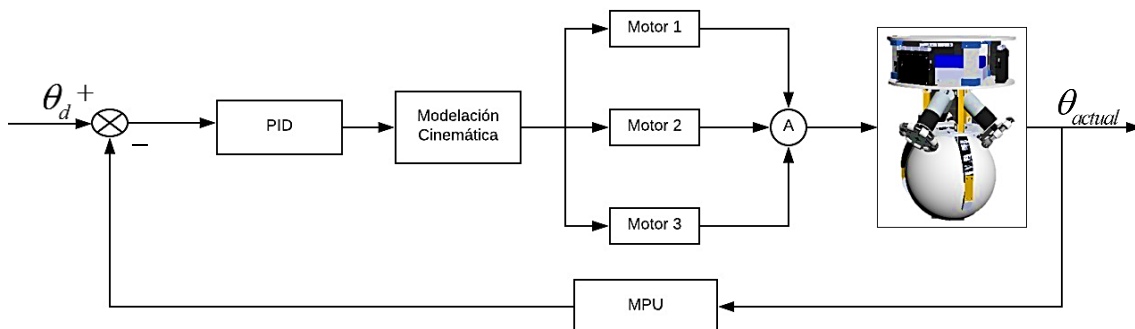 θd +
−
PID
Modelación
Cinemática
Motor 1
Motor 2
Motor 3
A
θactual
MPU